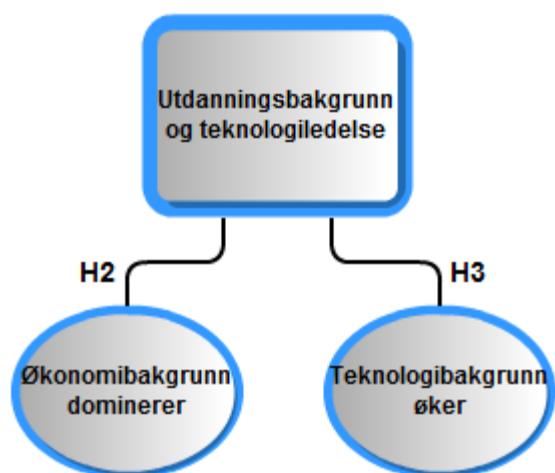 Utdanningsbakgrunn
og teknologiledelse
H2
H3
Økonomibakgrunn
dominerer
Teknologibakgrunn
øker